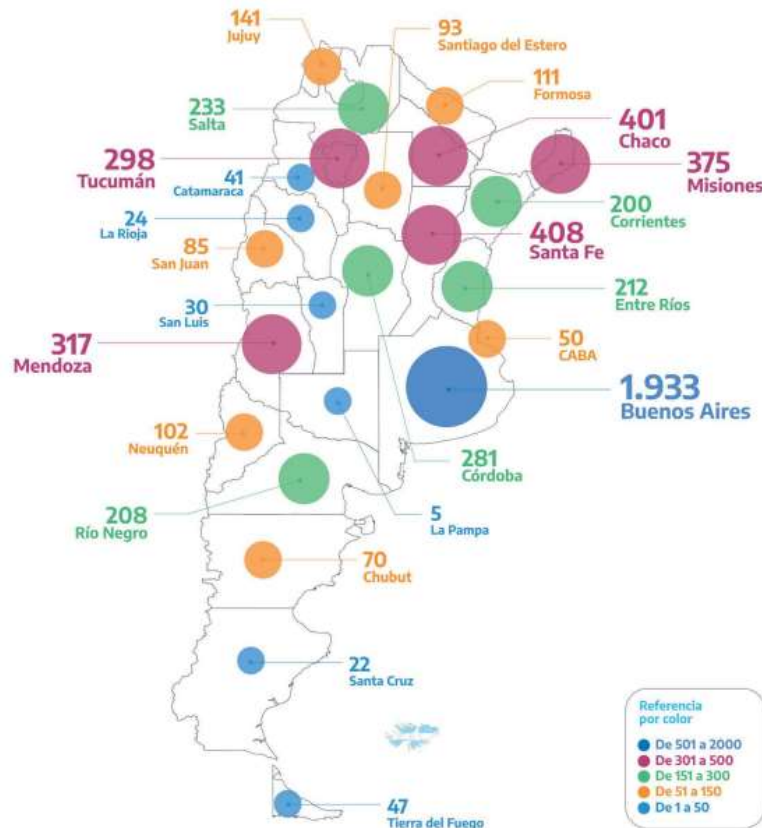 141
Jujuy
93
Santiago del Estero
111
Formosa
233
Salta
401
Chaco
298
Tucumán
41
Catamaraca
375
Misiones
24
La Rioja
200
Corrientes
85
San Juan
408
Santa Fe
30
San Luis
212
Entre Ríos
317
Mendoza
50
CABA
1.933
Buenos Aires
102
Neuquén
281
Córdoba
208
Río Negro
5
La Pampa
70
Chubut
22
Santa Cruz
47
Tierra del Fuego
Referencia
por color
De 501 a 2000
De 301 a 500
De 151 a 300
De 51 a 150
De 1 a 50